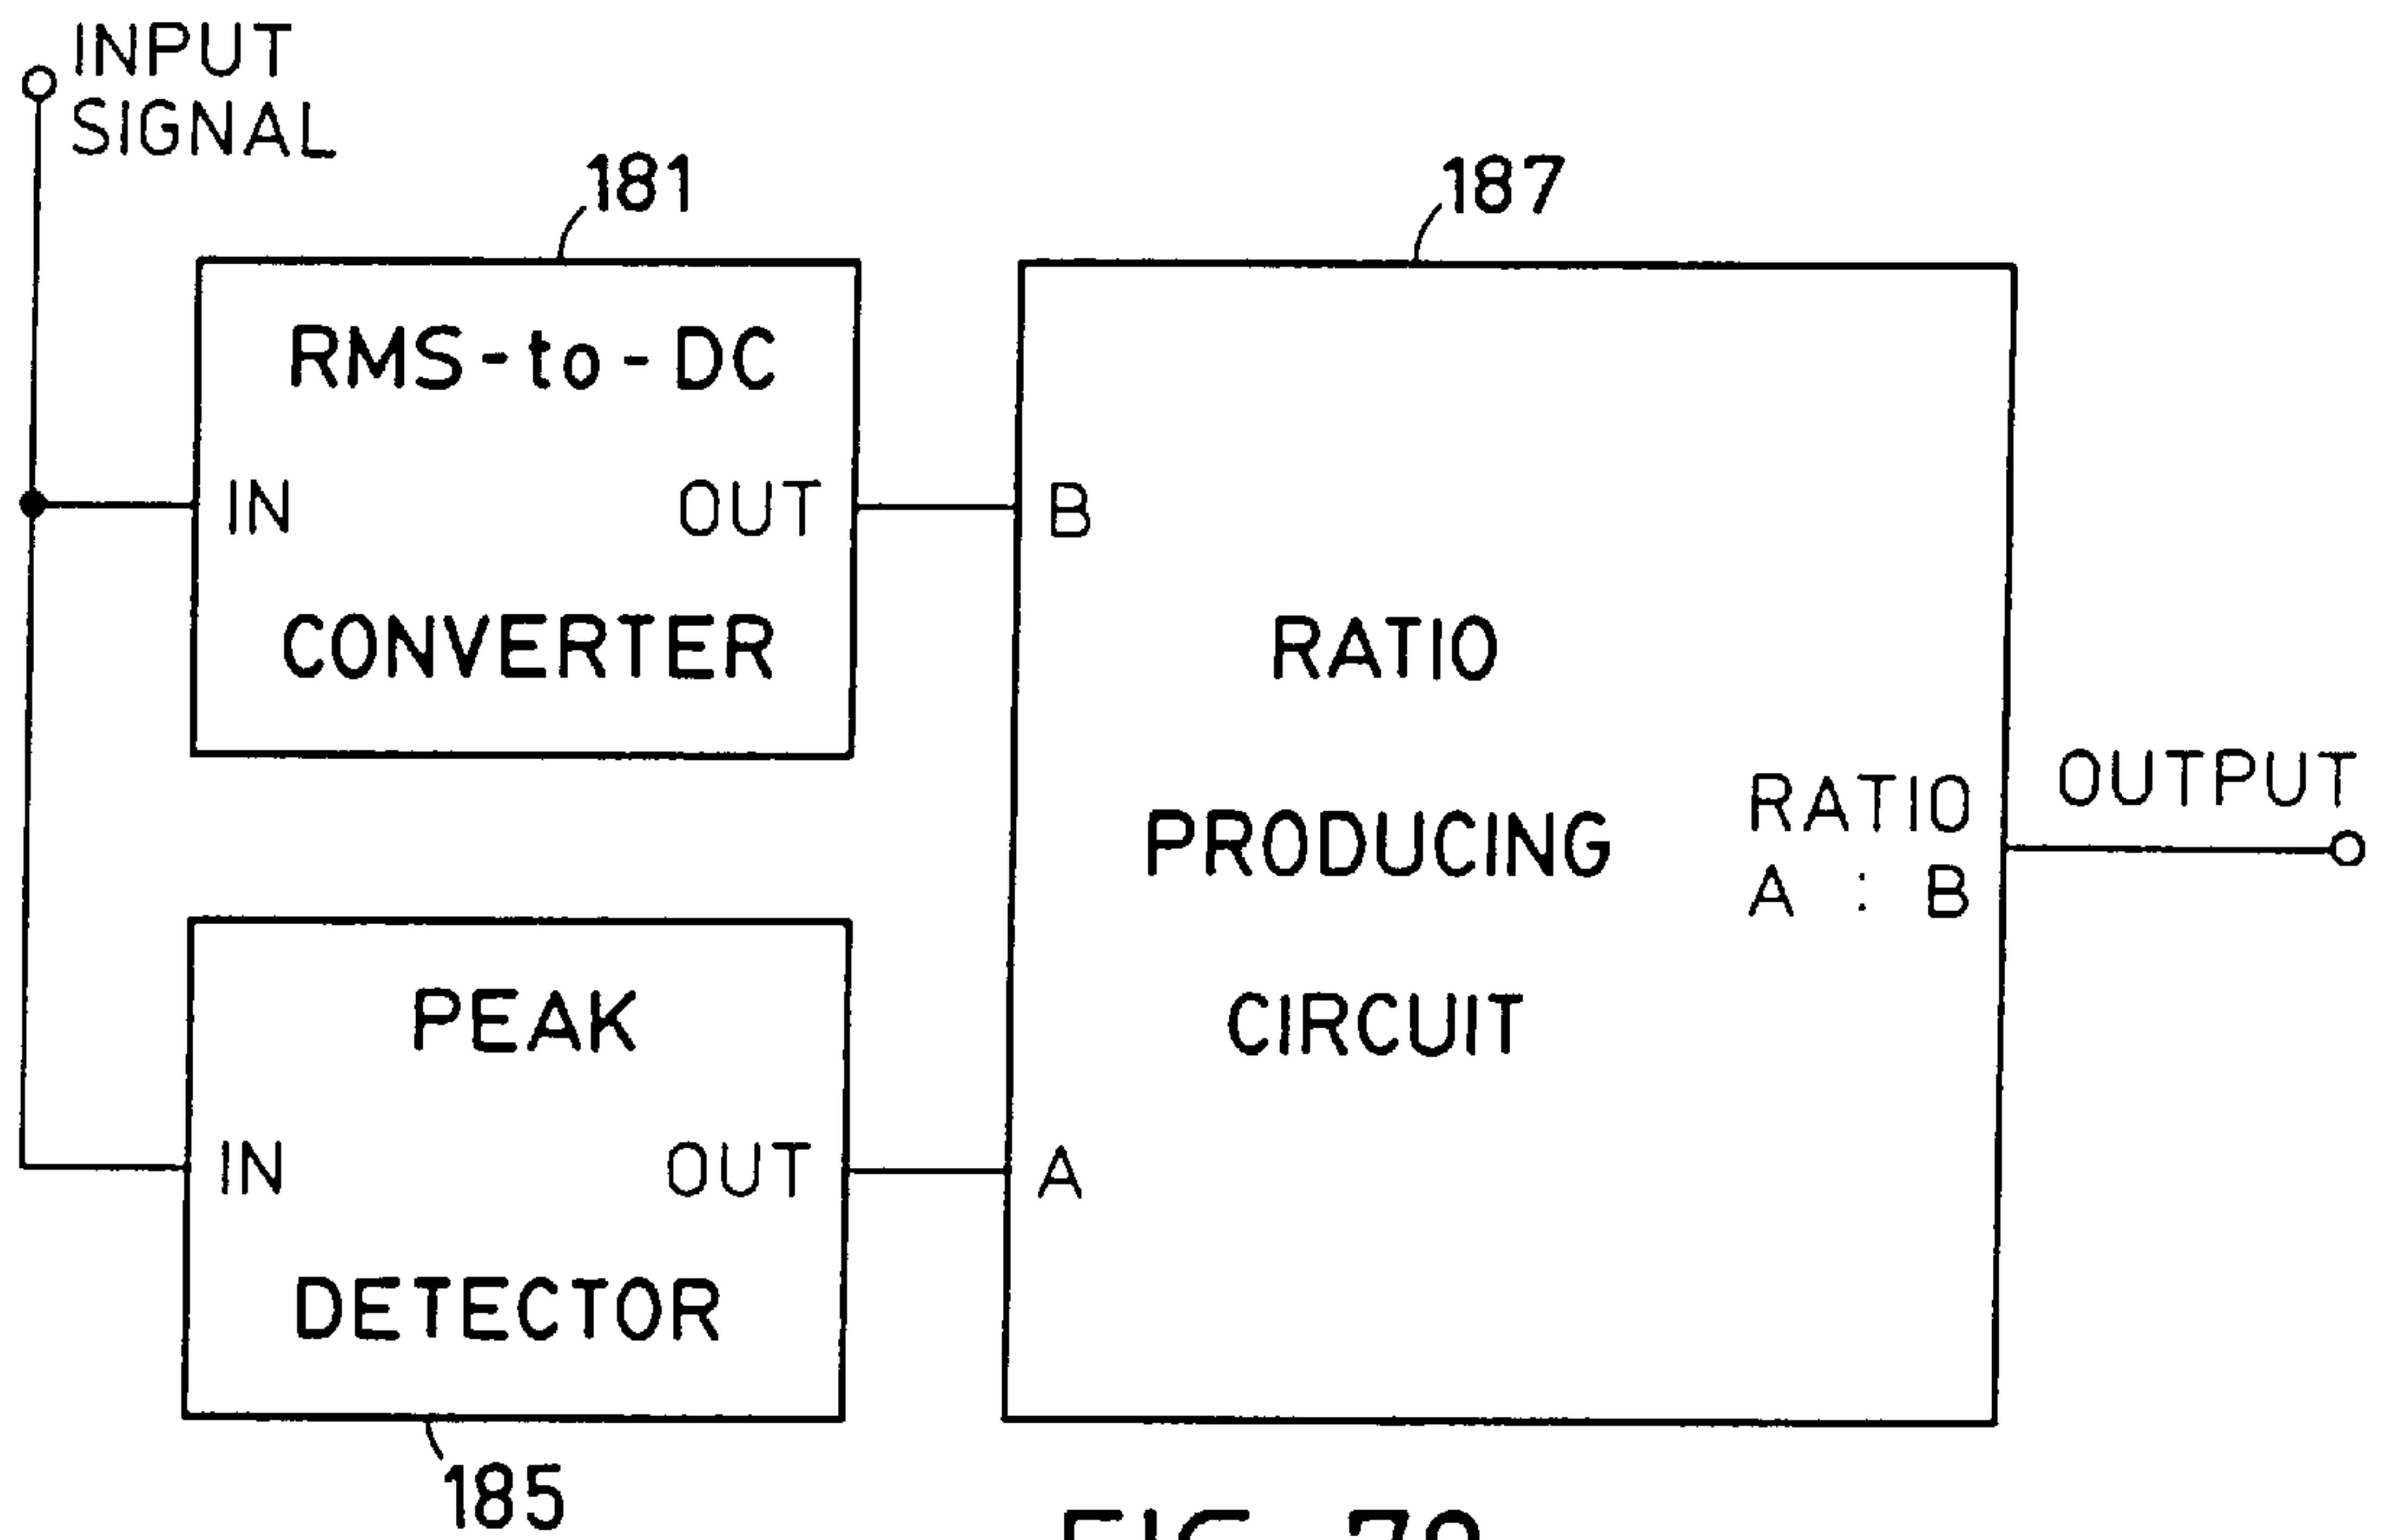 INPUT
SIGNAL
181
187
RMS-to-DC
IN
OUT
B
CONVERTER
RATIO
PRODUCING
CIRCUIT
RATIO
A : B
OUTPUT
PEAK
IN
OUT
A
DETECTOR
185